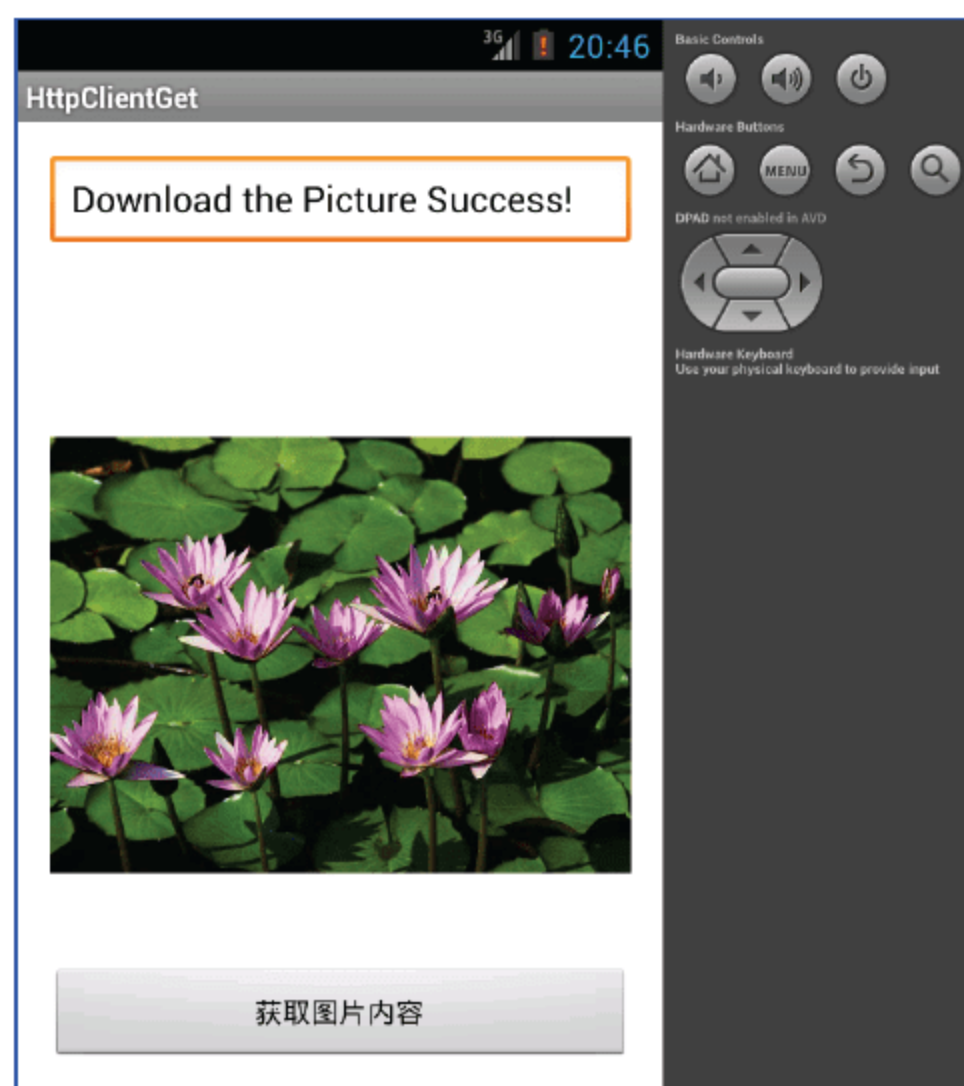 3G 20:46
HttpClientGet
Download the Picture Success!
获取图片内容
Basic Controls
Hardware Buttons
MENU
DPAD not enabled in AVD
Hardware Keyboard
Use your physical keyboard to provide input